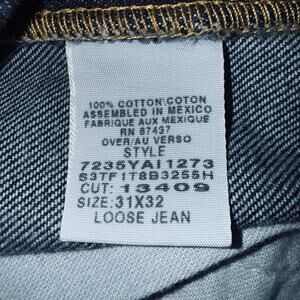 100% COTTON\COTON
ASSEMBLED IN MEXICO
FABRIQUE AUX MEXIQUE
RN 87437
OVER/AU VERSO
STYLE
7235YAI1273
S3TF1T8B3255H
CUT: 13409
SIZE: 31X32
LOOSE JEAN